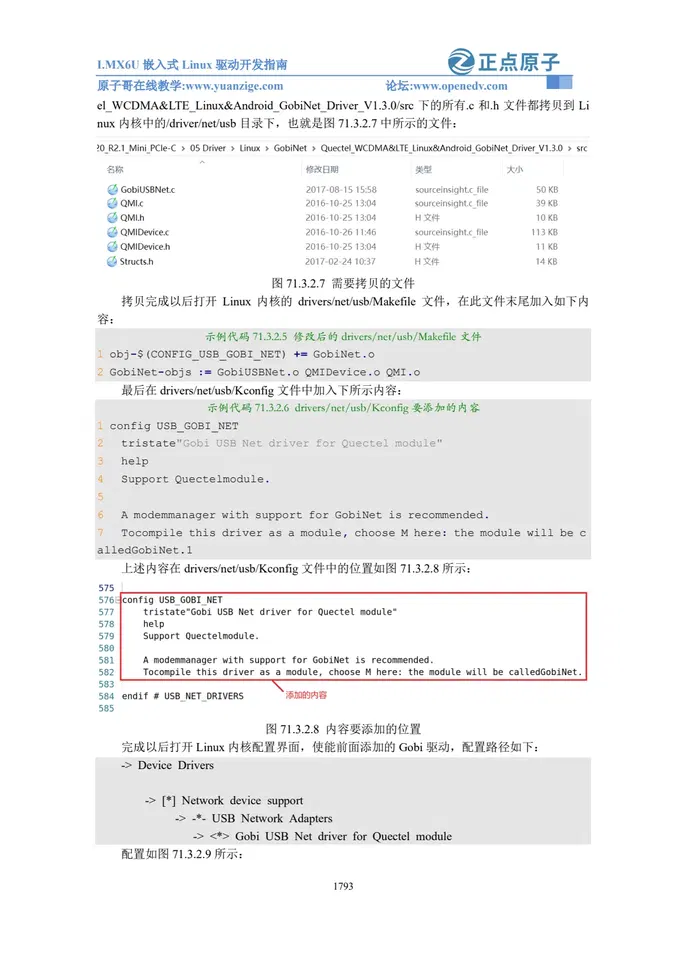 I.MX6U 嵌入式 Linux 驱动开发指南
正点原子
原子哥在线教学:www.yuanzige.com 论坛:www.openedv.com
el_WCDMA&LTE_Linux&Android_GobiNet_Driver_V1.3.0/src 下的所有.c 和.h 文件都拷贝到 Li
nux 内核中的/driver/net/usb 目录下，也就是图 71.3.2.7 中所示的文件：
20_R2.1_Mini_PCIe-C > 05 Driver > Linux > GobiNet > Quectel_WCDMA&LTE_Linux&Android_GobiNet_Driver_V1.3.0 > src
名称 修改日期 类型 大小
GobiUSBNet.c 2017-08-15 15:58 sourceinsight.c_file 50 KB
QMI.c 2016-10-25 13:04 sourceinsight.c_file 39 KB
QMI.h 2016-10-25 13:04 H 文件 10 KB
QMIDevice.c 2016-10-26 11:46 sourceinsight.c_file 113 KB
QMIDevice.h 2016-10-25 13:04 H 文件 11 KB
Structs.h 2017-02-24 10:37 H 文件 14 KB
图 71.3.2.7 需要拷贝的文件
拷贝完成以后打开 Linux 内核的 drivers/net/usb/Makefile 文件，在此文件末尾加入如下内
容：
示例代码 71.3.2.5 修改后的 drivers/net/usb/Makefile 文件
1 obj-$(CONFIG_USB_GOBI_NET) += GobiNet.o
2 GobiNet-objs := GobiUSBNet.o QMIDevice.o QMI.o
最后在 drivers/net/usb/Kconfig 文件中加入下所示内容：
示例代码 71.3.2.6 drivers/net/usb/Kconfig 要添加的内容
1 config USB_GOBI_NET
2 tristate"Gobi USB Net driver for Quectel module"
3 help
4 Support Quectelmodule.
5
6 A modemmanager with support for GobiNet is recommended.
7 Tocompile this driver as a module, choose M here: the module will be c
alledGobiNet.1
上述内容在 drivers/net/usb/Kconfig 文件中的位置如图 71.3.2.8 所示：
575
576 config USB_GOBI_NET
577 tristate"Gobi USB Net driver for Quectel module"
578 help
579 Support Quectelmodule.
580
581 A modemmanager with support for GobiNet is recommended.
582 Tocompile this driver as a module, choose M here: the module will be calledGobiNet.
583
584 endif # USB_NET_DRIVERS 添加的内容
585
图 71.3.2.8 内容要添加的位置
完成以后打开 Linux 内核配置界面，使能前面添加的 Gobi 驱动，配置路径如下：
-> Device Drivers
-> [*] Network device support
-> -*- USB Network Adapters
-> <*> Gobi USB Net driver for Quectel module
配置如图 71.3.2.9 所示：
1793